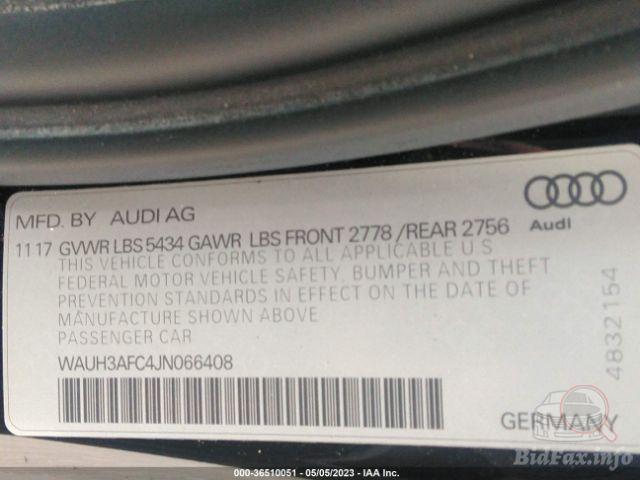 MFD. BY AUDI AG
Audi
11 17 GVWR LBS 5434 GAWR LBS FRONT 2778 /REAR 2756
THIS VEHICLE CONFORMS TO ALL APPLICABLE U S
FEDERAL MOTOR VEHICLE SAFETY, BUMPER AND THEFT
PREVENTION STANDARDS IN EFFECT ON THE DATE OF
MANUFACTURE SHOWN ABOVE
PASSENGER CAR
WAUH3AFC4JN066408
4832154
GERMANY
BidFax.info
000-36510051 - 05/05/2023 - IAA Inc.